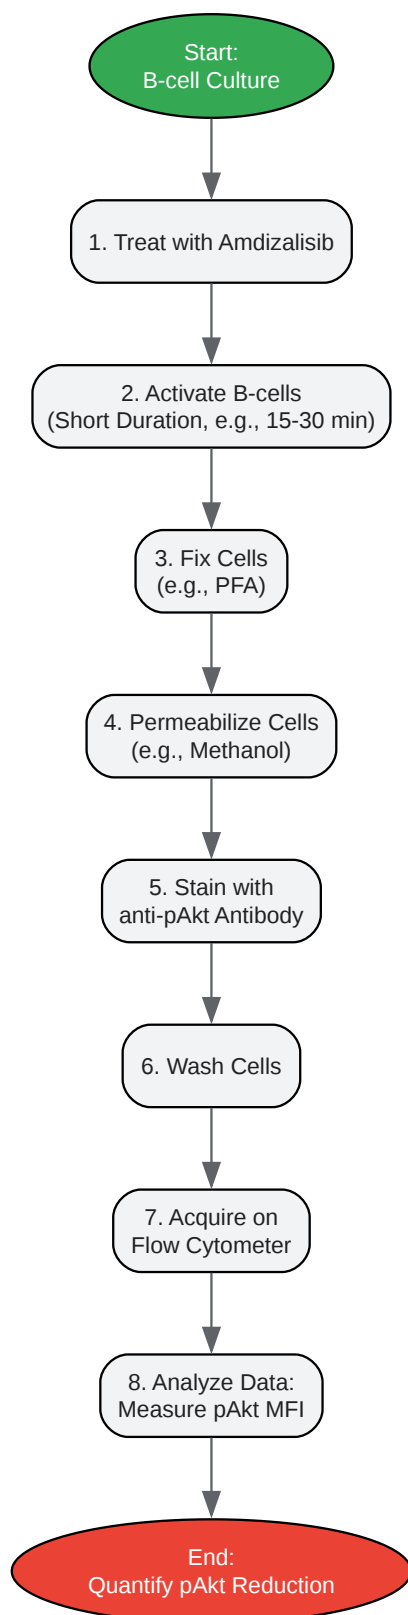 Start:
B-cell Culture
1. Treat with Amdizalisib
2. Activate B-cells
(Short Duration, e.g., 15-30 min)
3. Fix Cells
(e.g., PFA)
4. Permeabilize Cells
(e.g., Methanol)
5. Stain with
anti-pAkt Antibody
6. Wash Cells
7. Acquire on
Flow Cytometer
8. Analyze Data:
Measure pAkt MFI
End:
Quantify pAkt Reduction